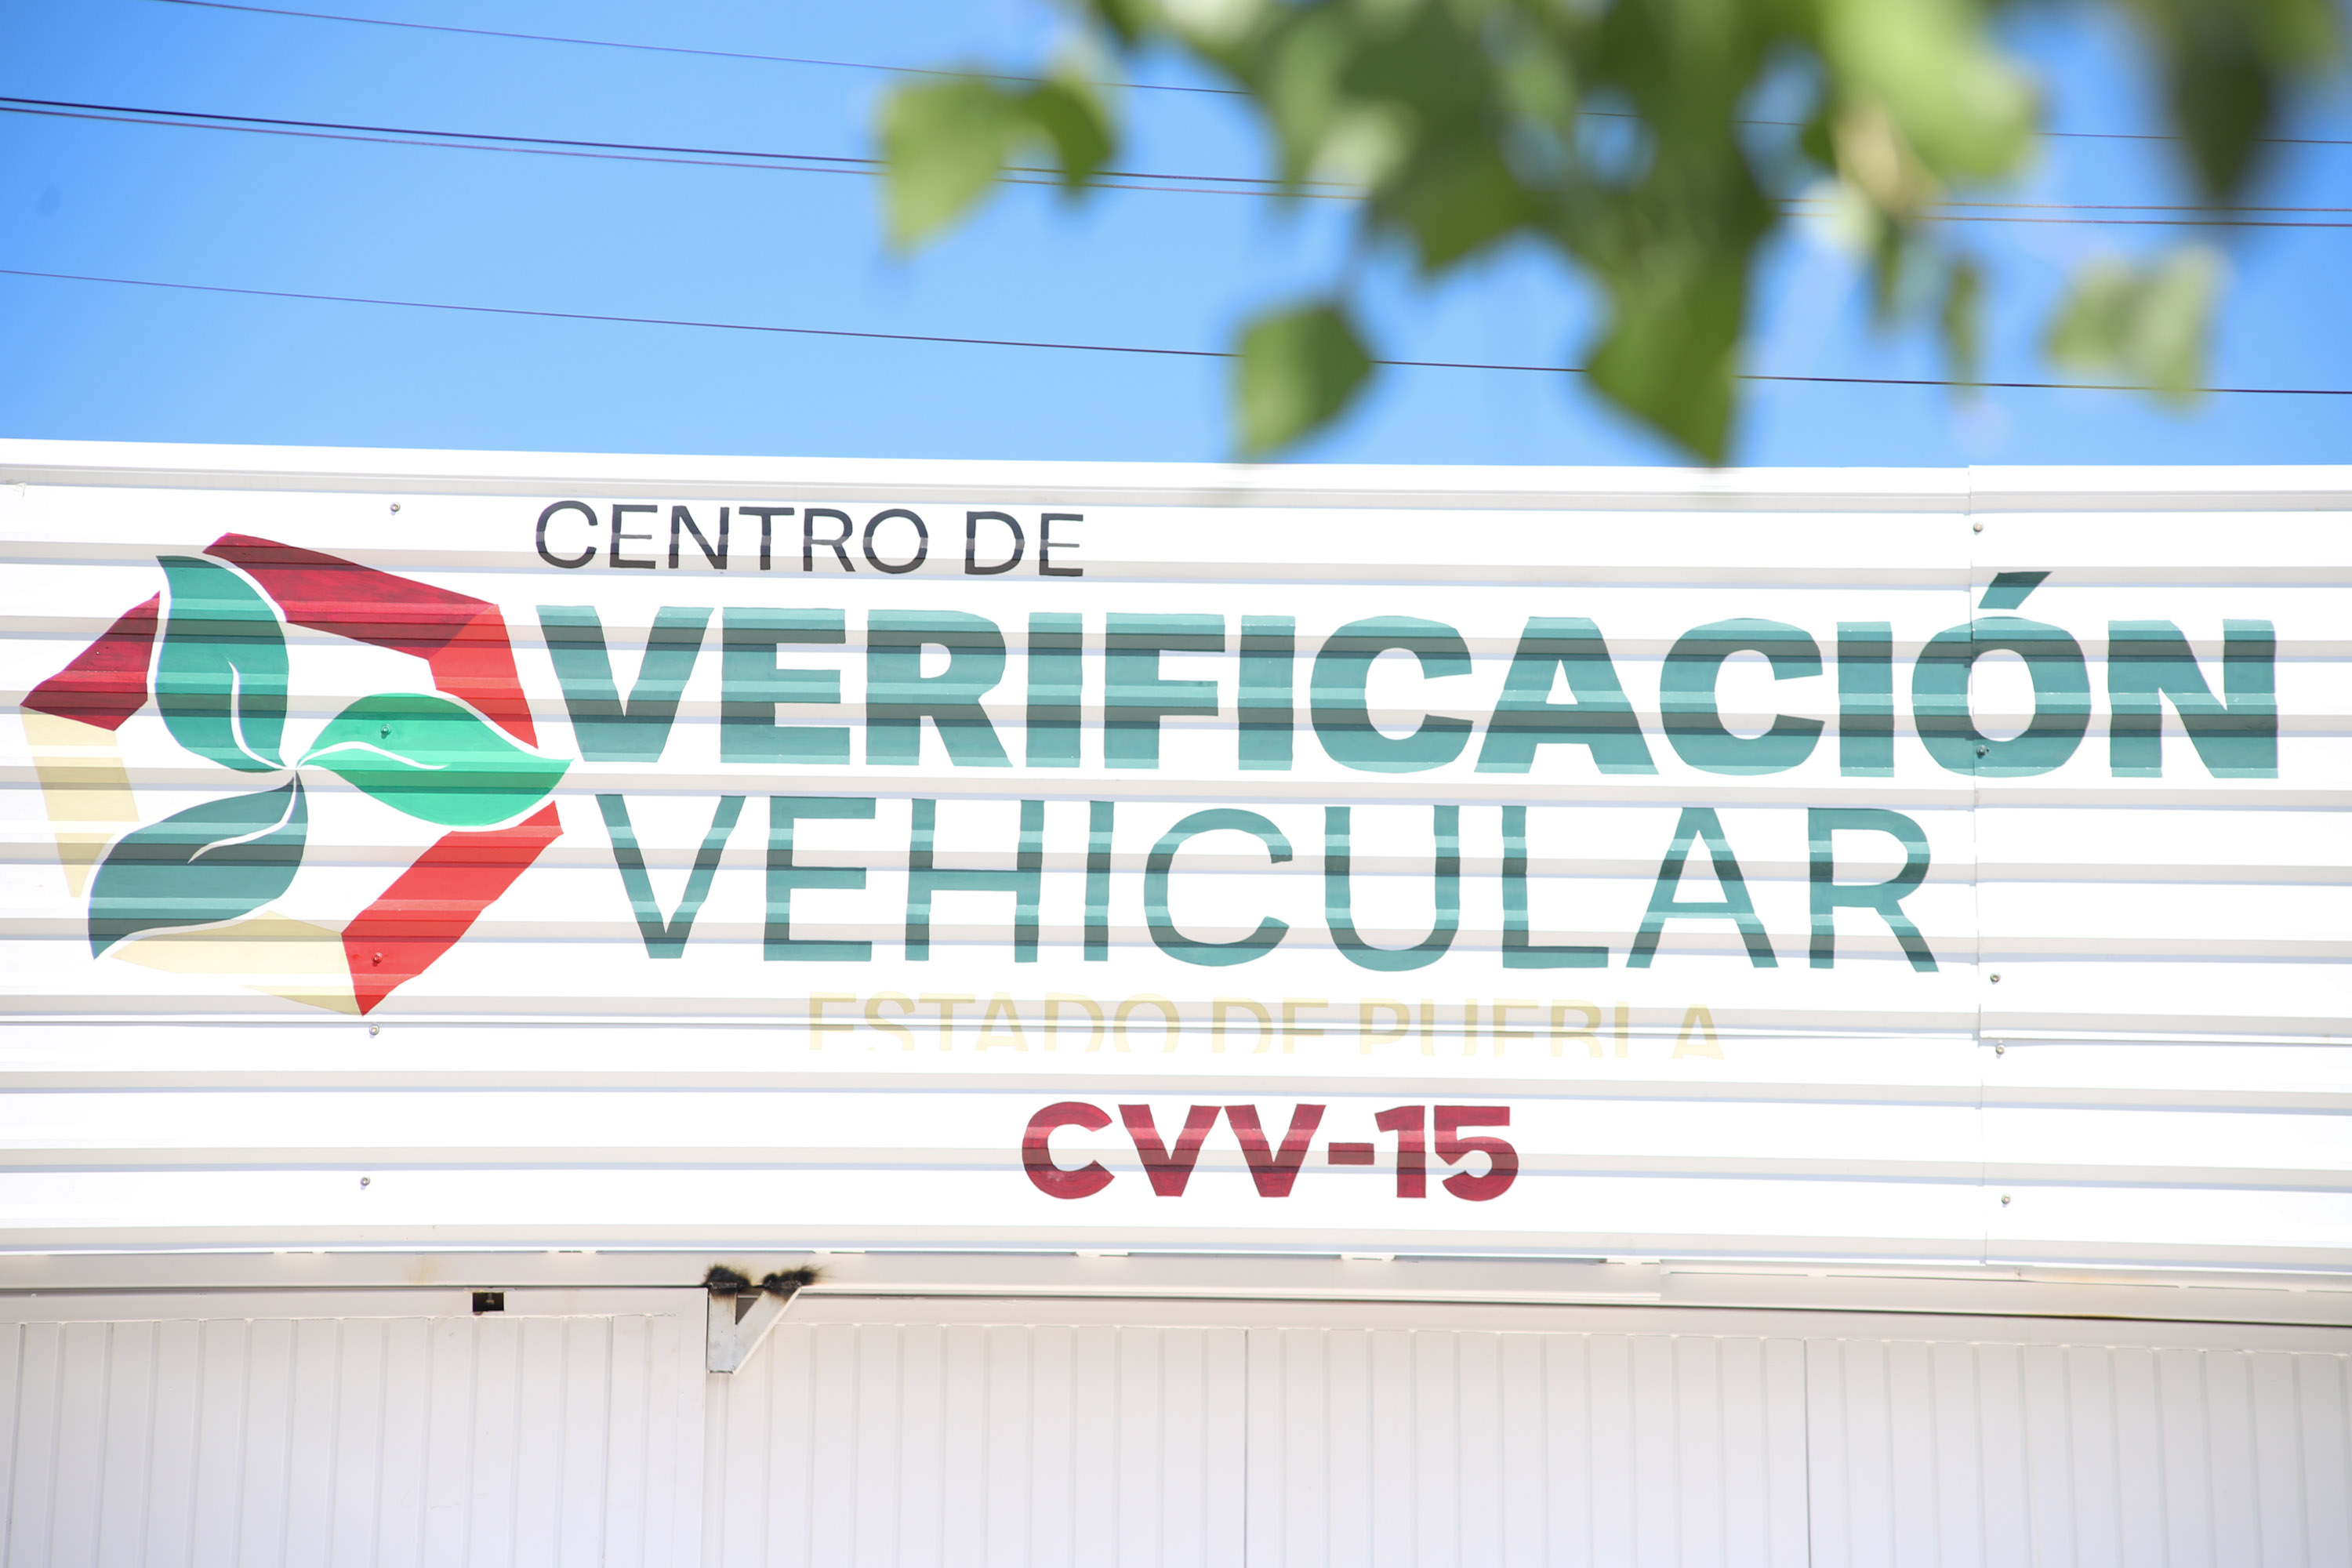 CENTRO DE
VERIFICACIÓN
VEHICULAR
ESTADO DE PUEBLA
CVV-15